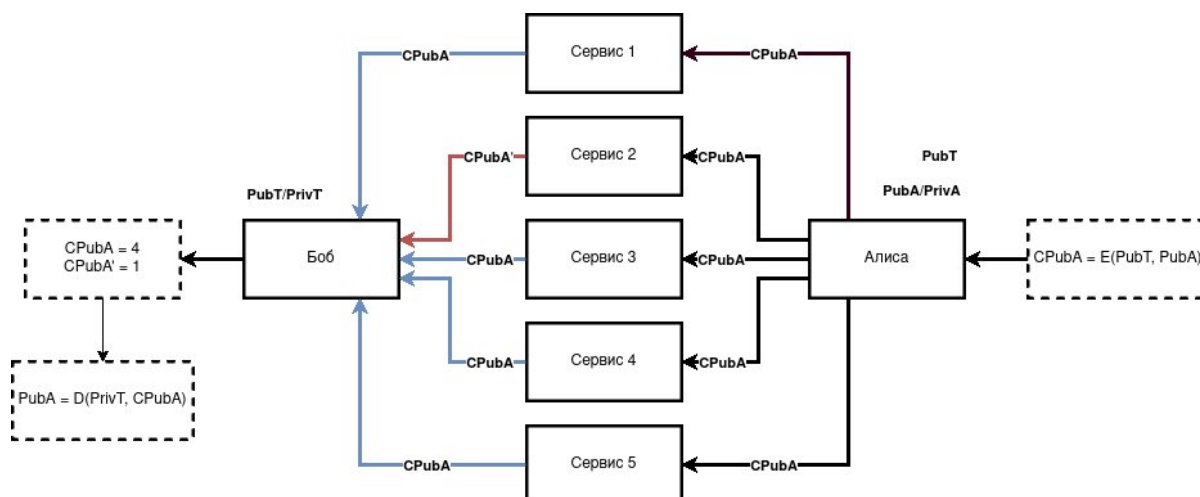 CPubA
Сервис 1
CPubA
CPubA'
Сервис 2
CPubA
PubT
PubA/PrivA
PubT/PrivT
CPubA = 4
CPubA' = 1
Боб
CPubA
Сервис 3
CPubA
Алиса
CPubA = E(PubT, PubA)
CPubA
Сервис 4
CPubA
PubA = D(PrivT, CPubA)
CPubA
Сервис 5
CPubA